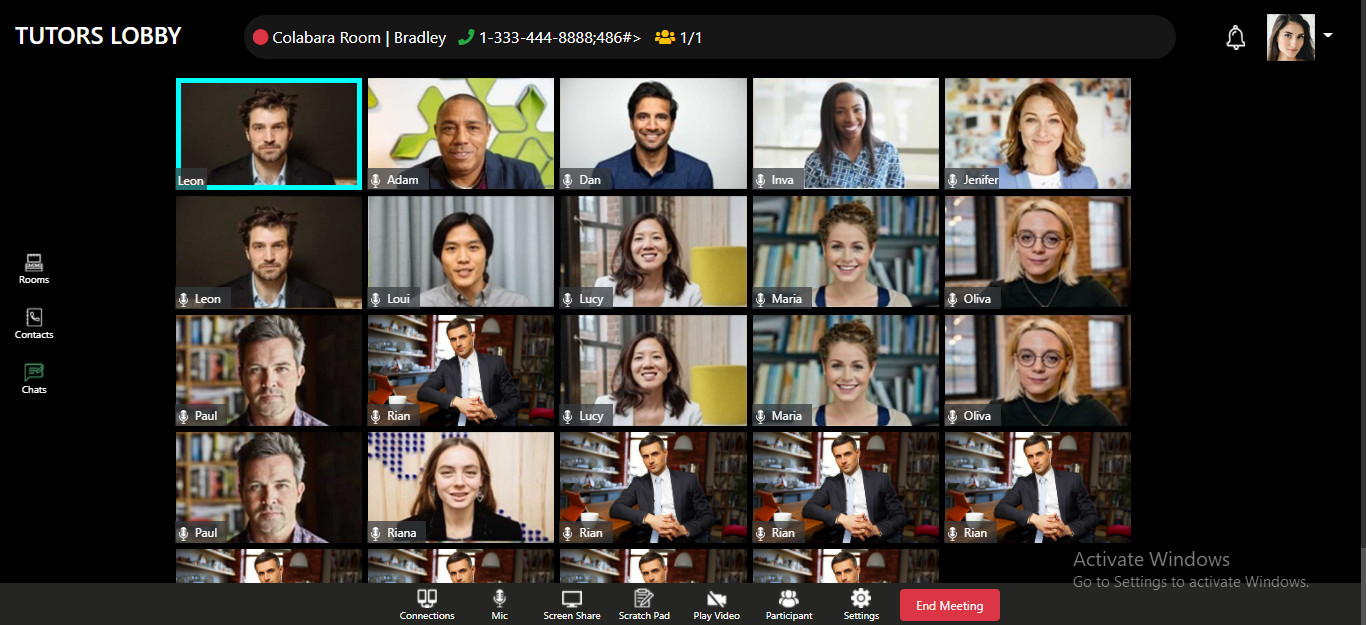 TUTORS LOBBY
Colabara Room | Bradley 1-333-444-8888;486#> 1/1
Leon
Adam
Dan
Inva
Jenifer
Leon
Loui
Lucy
Maria
Oliva
Rooms
Contacts
Chats
Paul
Rian
Lucy
Maria
Oliva
Paul
Riana
Rian
Rian
Rian
Activate Windows
Go to Settings to activate Windows.
Connections
Mic
Screen Share
Scratch Pad
Play Video
Participant
Settings
End Meeting